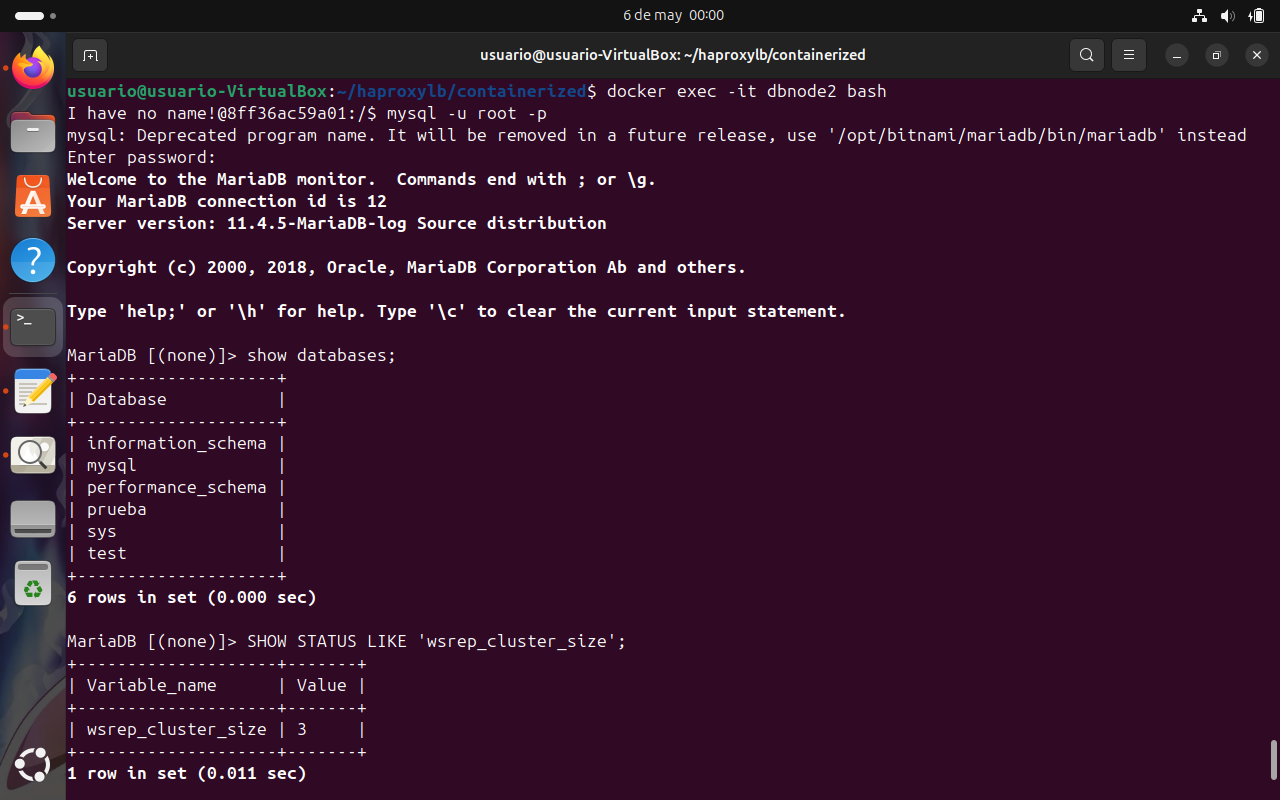 6 de may 00:00
usuario@usuario-VirtualBox: ~/haproxylb/containerized
usuario@usuario-VirtualBox:~/haproxylb/containerized$ docker exec -it dbnode2 bash
I have no name!@8ff36ac59a01:/$ mysql -u root -p
mysql: Deprecated program name. It will be removed in a future release, use '/opt/bitnami/mariadb/bin/mariadb' instead
Enter password:
Welcome to the MariaDB monitor.  Commands end with ; or \g.
Your MariaDB connection id is 12
Server version: 11.4.5-MariaDB-log Source distribution
Copyright (c) 2000, 2018, Oracle, MariaDB Corporation Ab and others.
Type 'help;' or '\h' for help. Type '\c' to clear the current input statement.
MariaDB [(none)]> show databases;
+--------------------+
| Database           |
+--------------------+
| information_schema |
| mysql              |
| performance_schema |
| prueba             |
| sys                |
| test               |
+--------------------+
6 rows in set (0.000 sec)
MariaDB [(none)]> SHOW STATUS LIKE 'wsrep_cluster_size';
+--------------------+-------+
| Variable_name      | Value |
+--------------------+-------+
| wsrep_cluster_size | 3     |
+--------------------+-------+
1 row in set (0.011 sec)